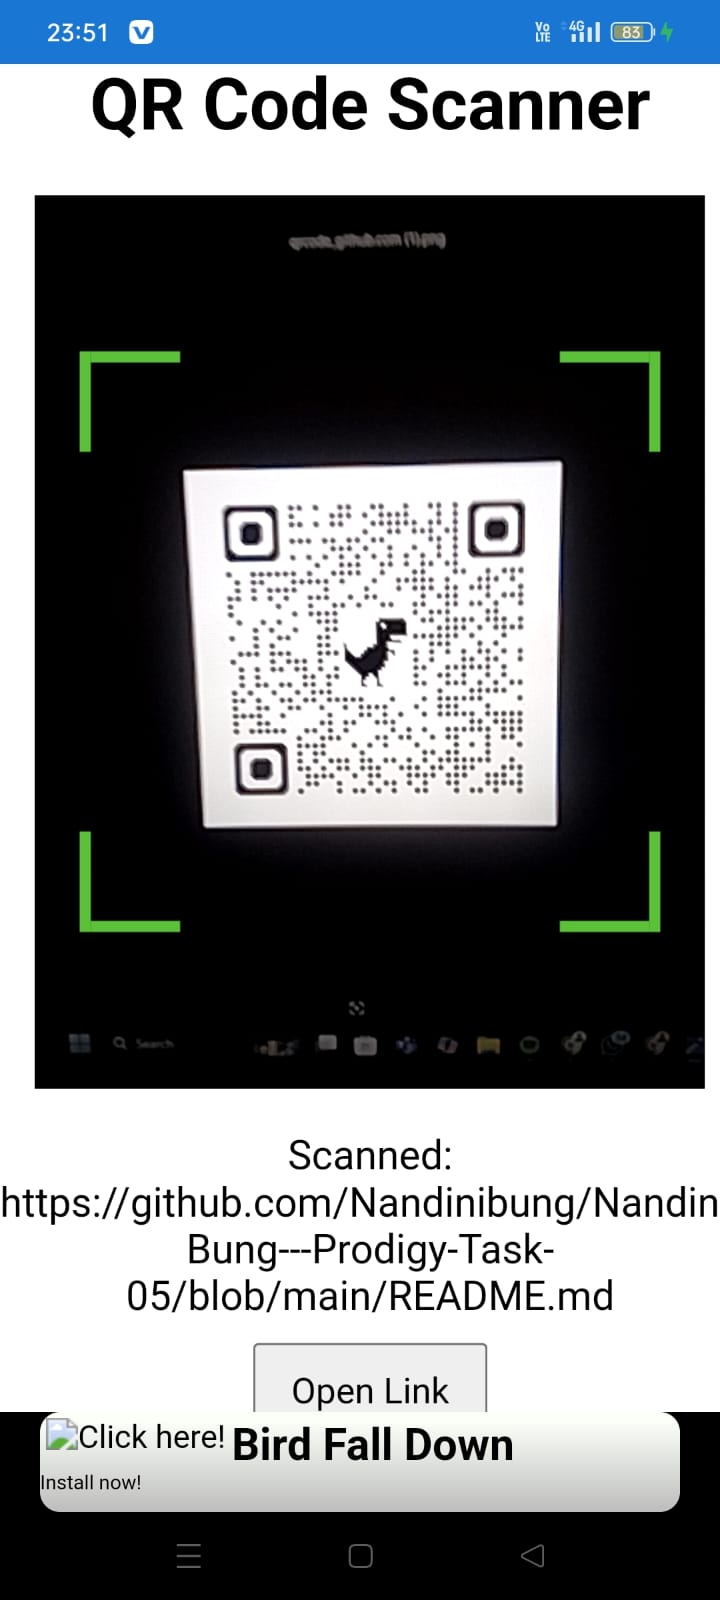 23:51
Vo LTE 4G 83
QR Code Scanner
qrcode_github.com (1).png
Search
Scanned:
https://github.com/Nandinibung/Nandin
Bung---Prodigy-Task-
05/blob/main/README.md
Open Link
Click here! Bird Fall Down
Install now!